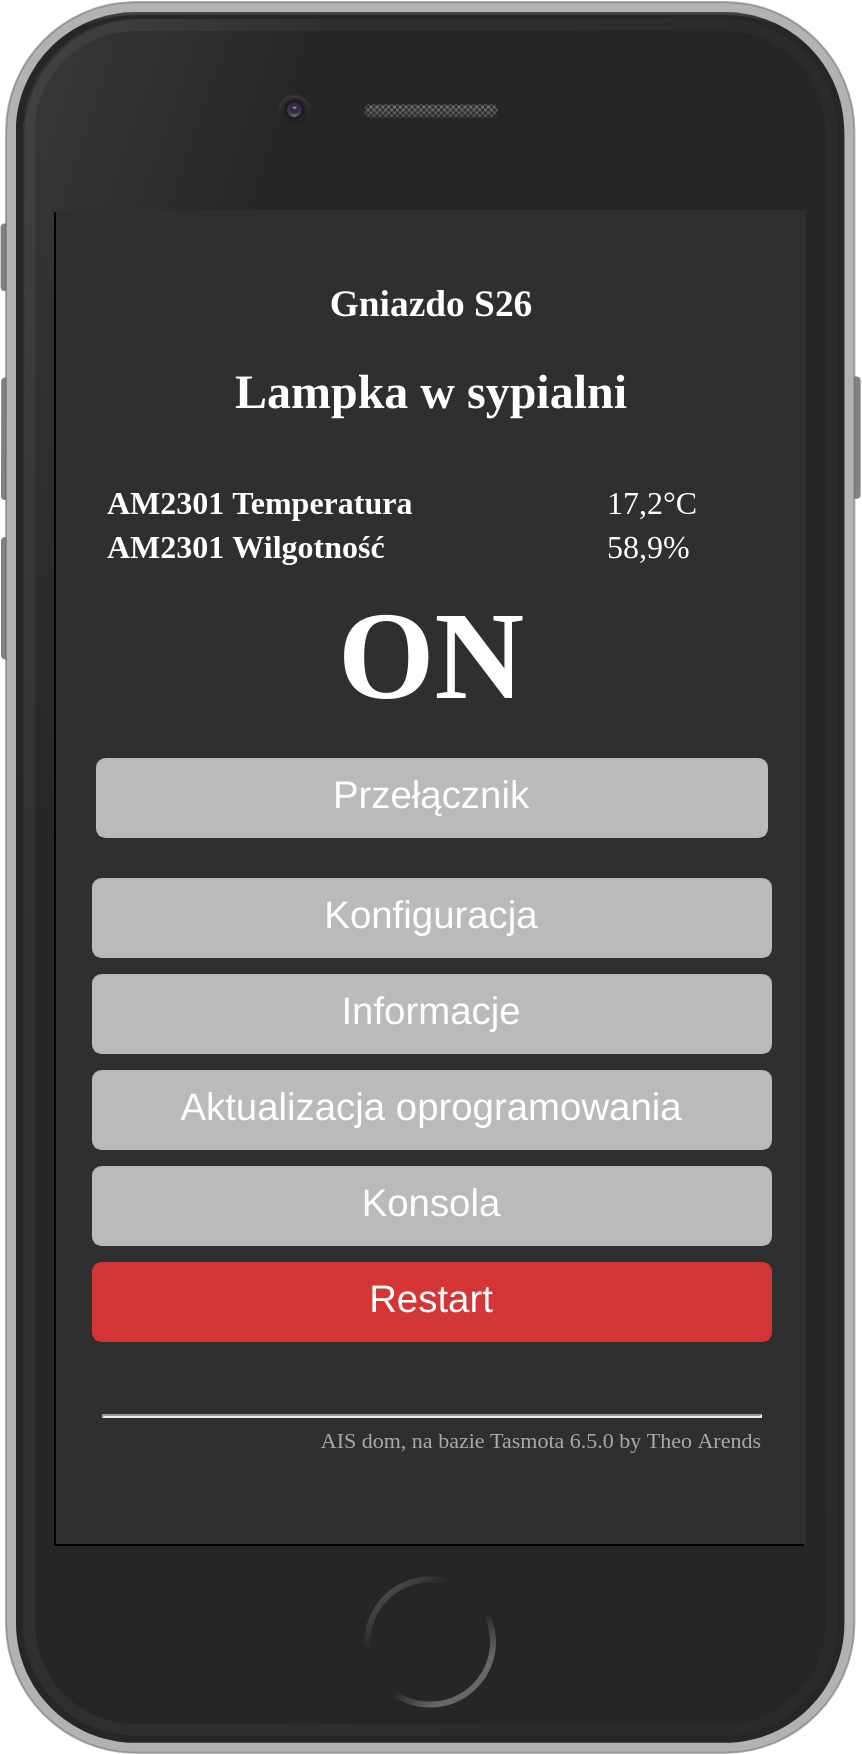 Gniazdo S26
Lampka w sypialni
AM2301 Temperatura 17,2°C
AM2301 Wilgotność 58,9%
ON
Przełącznik
Konfiguracja
Informacje
Aktualizacja oprogramowania
Konsola
Restart
AIS dom, na bazie Tasmota 6.5.0 by Theo Arends